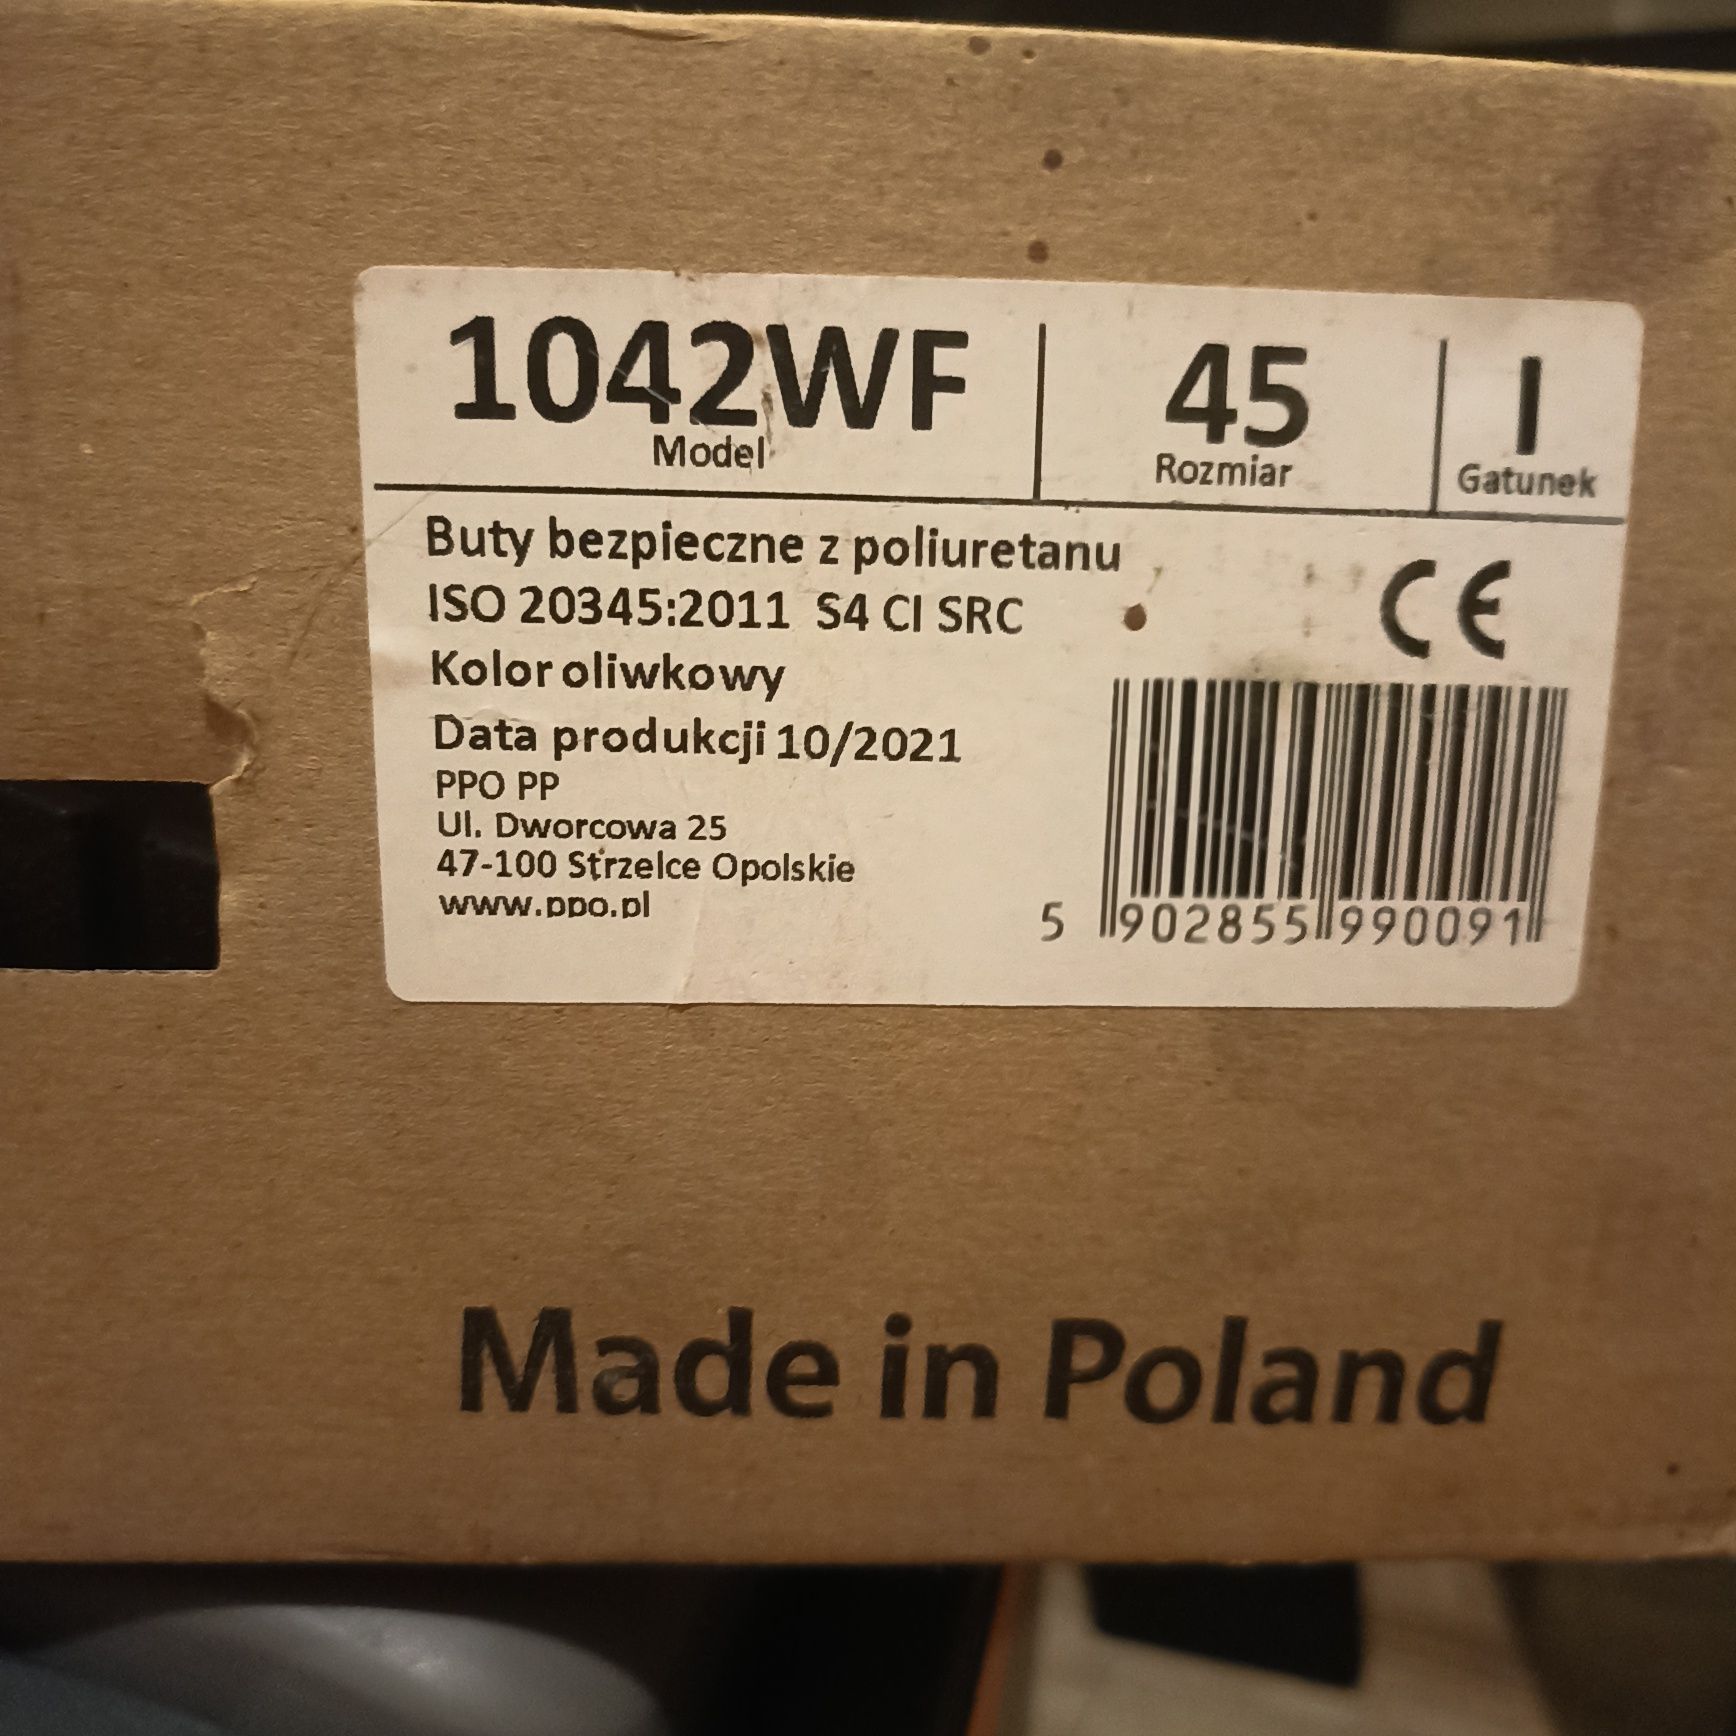 1042WF
Model
45
Rozmiar
I
Gatunek
Buty bezpieczne z poliuretanu
ISO 20345:2011 S4 CI SRC
Kolor oliwkowy
Data produkcji 10/2021
PPO PP
Ul. Dworcowa 25
47-100 Strzelce Opolskie
www.ppo.pl
CE
5 902855 990091
Made in Poland